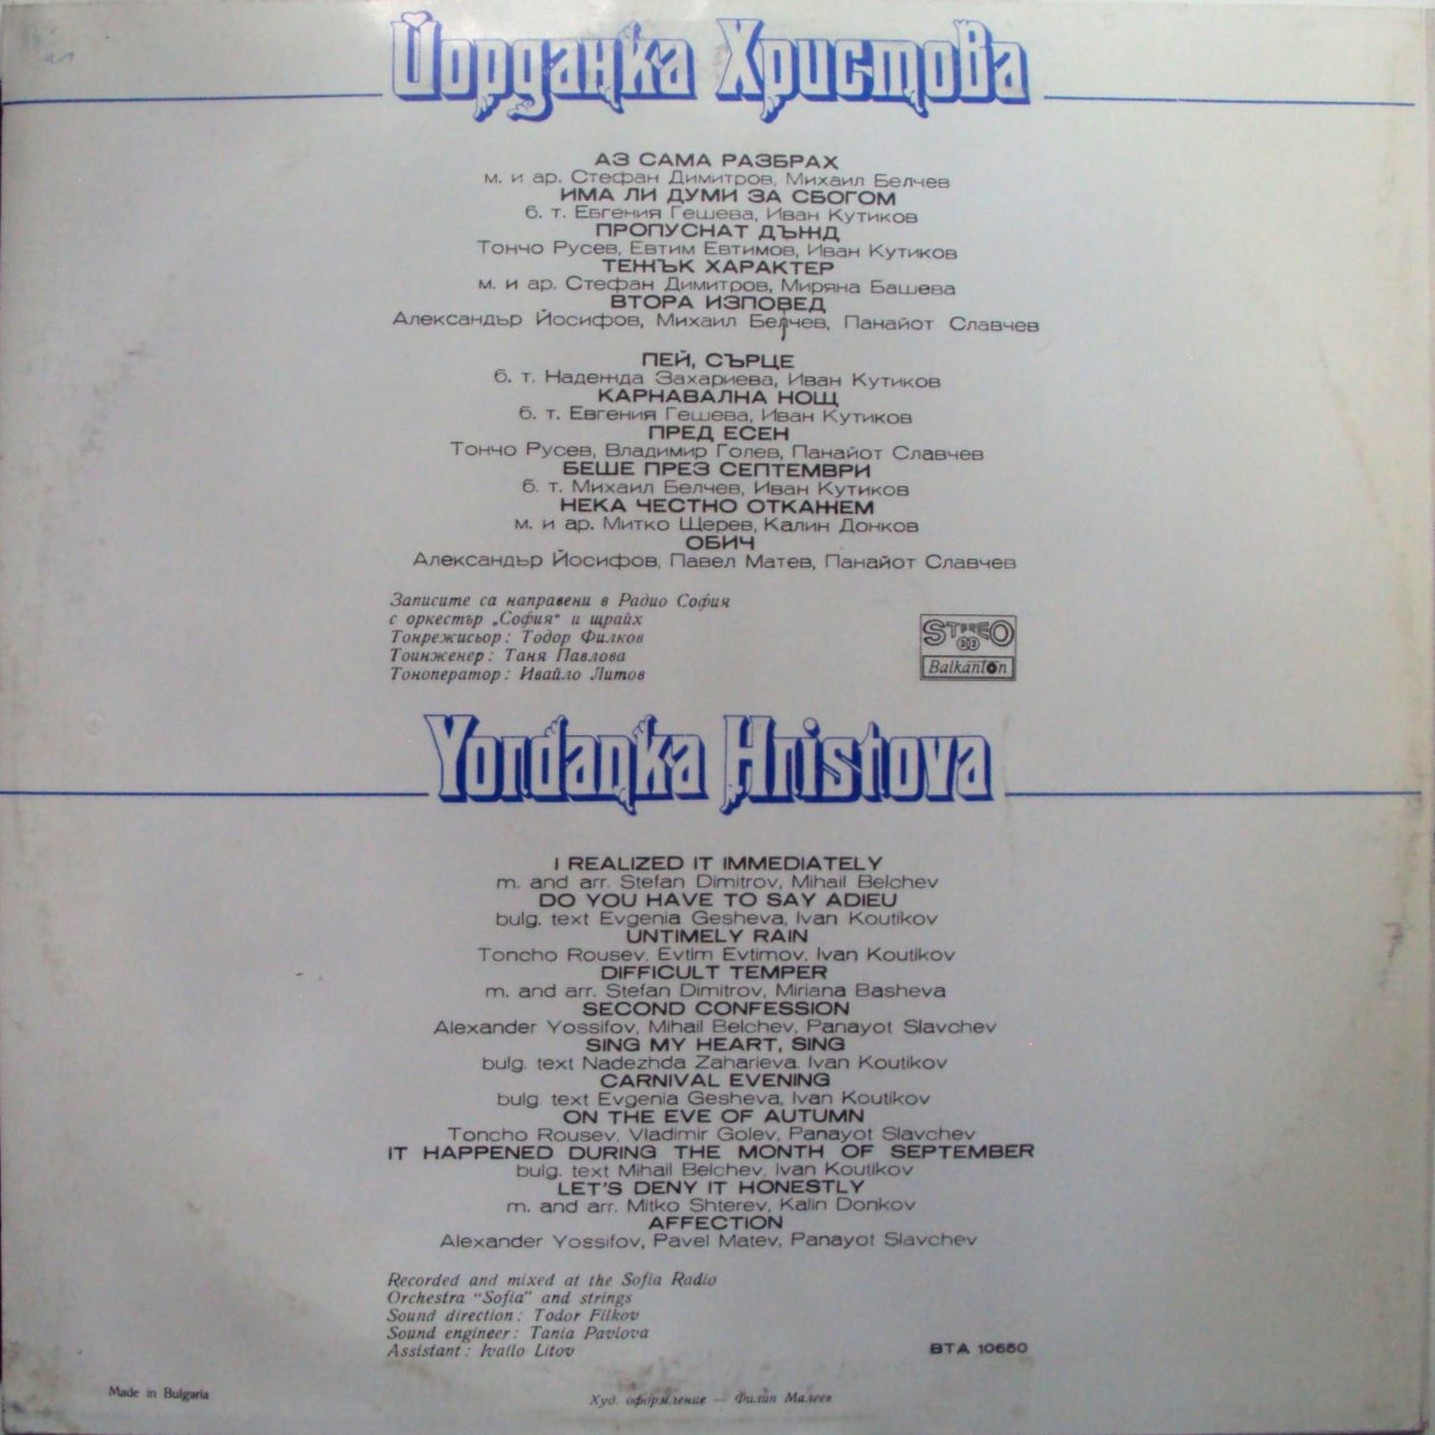 Йорданка Христова
АЗ САМА РАЗБРАХ
м. и ар. Стефан Димитров, Михаил Белчев
ИМА ЛИ ДУМИ ЗА СБОГОМ
б. т. Евгения Гешева, Иван Кутиков
ПРОПУСНАТ ДЪЖД
Тончо Русев, Евтим Евтимов, Иван Кутиков
ТЕЖЪК ХАРАКТЕР
м. и ар. Стефан Димитров, Миряна Башева
ВТОРА ИЗПОВЕД
Александър Йосифов, Михаил Белчев, Панайот Славчев
ПЕЙ, СЪРЦЕ
б. т. Надежда Захариева, Иван Кутиков
КАРНАВАЛНА НОЩ
б. т. Евгения Гешева, Иван Кутиков
ПРЕД ЕСЕН
Тончо Русев, Владимир Голев, Панайот Славчев
БЕШЕ ПРЕЗ СЕПТЕМВРИ
б. т. Михаил Белчев, Иван Кутиков
НЕКА ЧЕСТНО ОТКАЖЕМ
м. и ар. Митко Щерев, Калин Донков
ОБИЧ
Александър Йосифов, Павел Матев, Панайот Славчев
Записите са направени в Радио София
с оркестър „София“ и щрайх
Тонрежисьор: Тодор Филков
Тоинженер: Таня Павлова
Тоноператор: Ивайло Литов
STEREO
33
Balkanton
Yordanka Hristova
I REALIZED IT IMMEDIATELY
m. and arr. Stefan Dimitrov, Mihail Belchev
DO YOU HAVE TO SAY ADIEU
bulg. text Evgenia Gesheva, Ivan Koutikov
UNTIMELY RAIN
Toncho Rousev, Evtim Evtimov, Ivan Koutikov
DIFFICULT TEMPER
m. and arr. Stefan Dimitrov, Miriana Basheva
SECOND CONFESSION
Alexander Yossifov, Mihail Belchev, Panayot Slavchev
SING MY HEART, SING
bulg. text Nadezhda Zaharieva, Ivan Koutikov
CARNIVAL EVENING
bulg. text Evgenia Gesheva, Ivan Koutikov
ON THE EVE OF AUTUMN
Toncho Rousev, Vladimir Golev, Panayot Slavchev
IT HAPPENED DURING THE MONTH OF SEPTEMBER
bulg. text Mihail Belchev, Ivan Koutikov
LET'S DENY IT HONESTLY
m. and arr. Mitko Shterev, Kalin Donkov
AFFECTION
Alexander Yossifov, Pavel Matev, Panayot Slavchev
Recorded and mixed at the Sofia Radio
Orchestra "Sofia" and strings
Sound direction: Todor Filkov
Sound engineer: Tania Pavlova
Assistant: Ivailo Litov
ВТА 10650
Made in Bulgaria
Худ. оформление — Филип Малеев